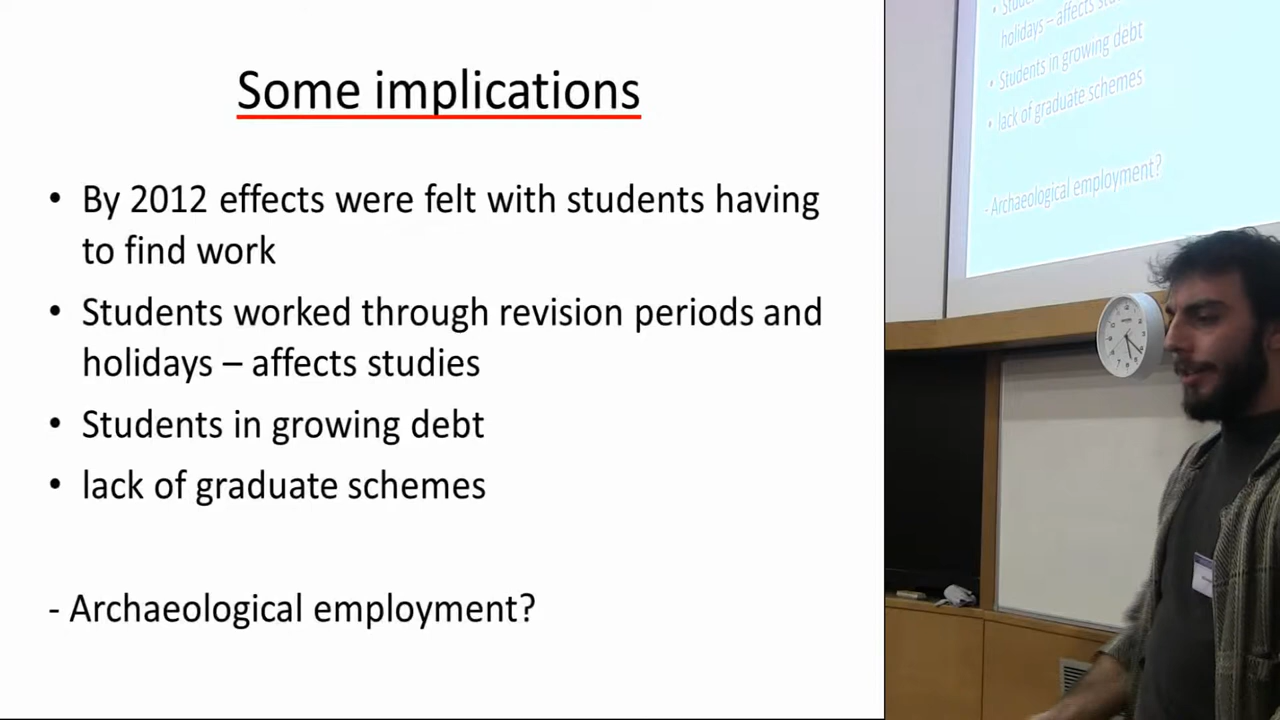 Some implications
• By 2012 effects were felt with students having
to find work
• Students worked through revision periods and
holidays – affects studies
• Students in growing debt
• lack of graduate schemes
- Archaeological employment?
holidays – affects
• Students in growing debt
• lack of graduate schemes
- Archaeological employment?